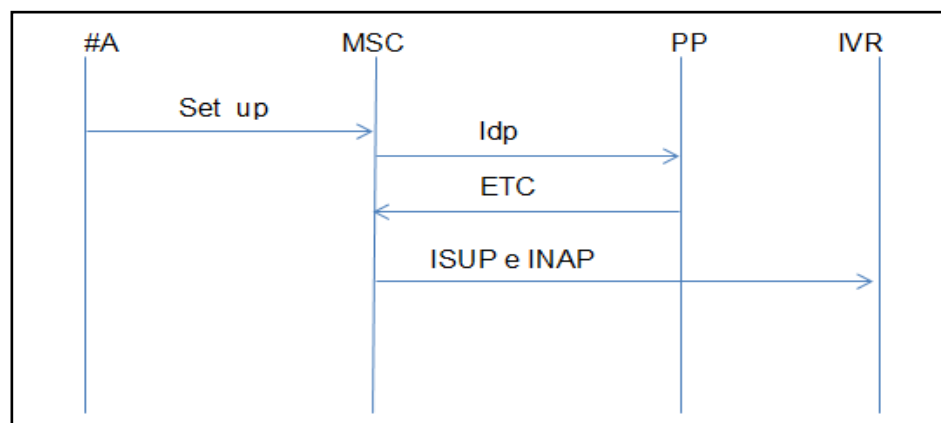 #A MSC PP IVR
Set up
Idp
ETC
ISUP e INAP